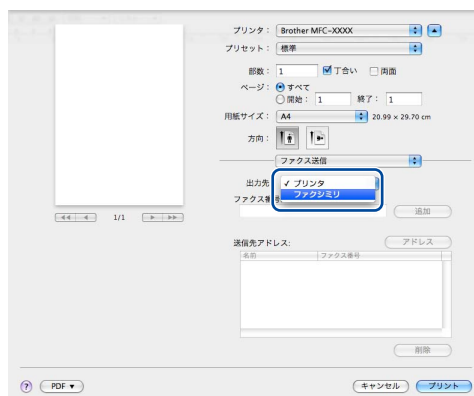 プリンタ： Brother MFC-XXXX
プリセット： 標準
部数： 1 丁合い 両面
ページ： すべて
開始： 1 終了： 1
用紙サイズ： A4 20.99 × 29.70 cm
方向：
ファクス送信
出力先 ✓ プリンタ
ファクシミリ
ファクス番
追加
1/1
送信先アドレス: アドレス
名前 ファクス番号
削除
? PDF ▼ キャンセル プリント